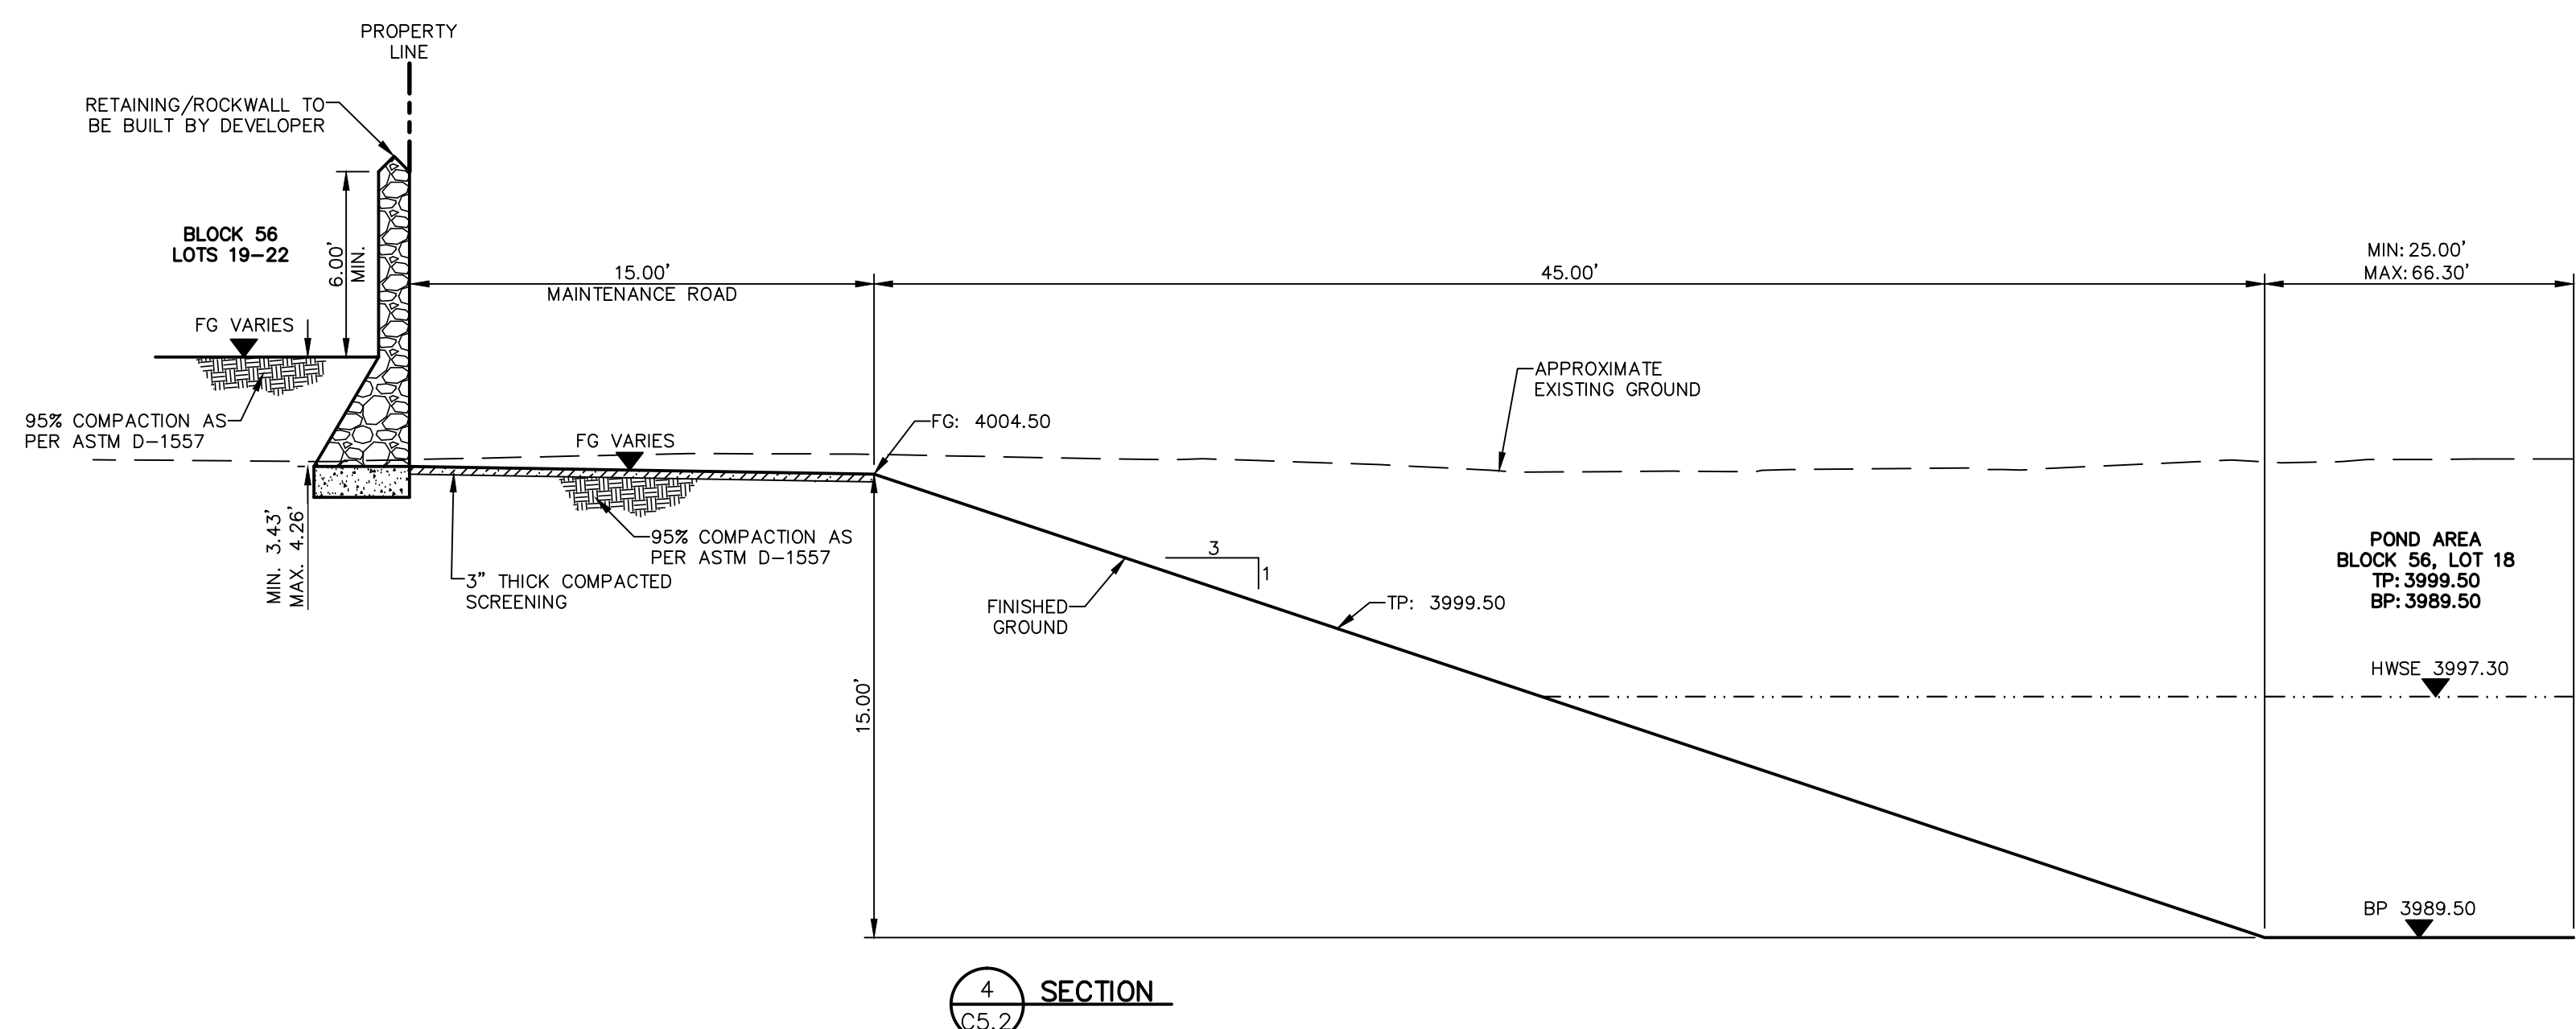 PROPERTY
LINE
RETAINING/ROCKWALL TO
BE BUILT BY DEVELOPER
BLOCK 56
LOTS 19-22
6.00'
MIN.
15.00'
MAINTENANCE ROAD
45.00'
MIN: 25.00'
MAX: 66.30'
FG VARIES
95% COMPACTION AS
PER ASTM D-1557
FG VARIES
FG: 4004.50
APPROXIMATE
EXISTING GROUND
MIN. 3.43'
MAX. 4.26'
95% COMPACTION AS
PER ASTM D-1557
3" THICK COMPACTED
SCREENING
3
1
FINISHED
GROUND
TP: 3999.50
POND AREA
BLOCK 56, LOT 18
TP: 3999.50
BP: 3989.50
HWSE 3997.30
15.00'
BP 3989.50
4
SECTION
C5.2